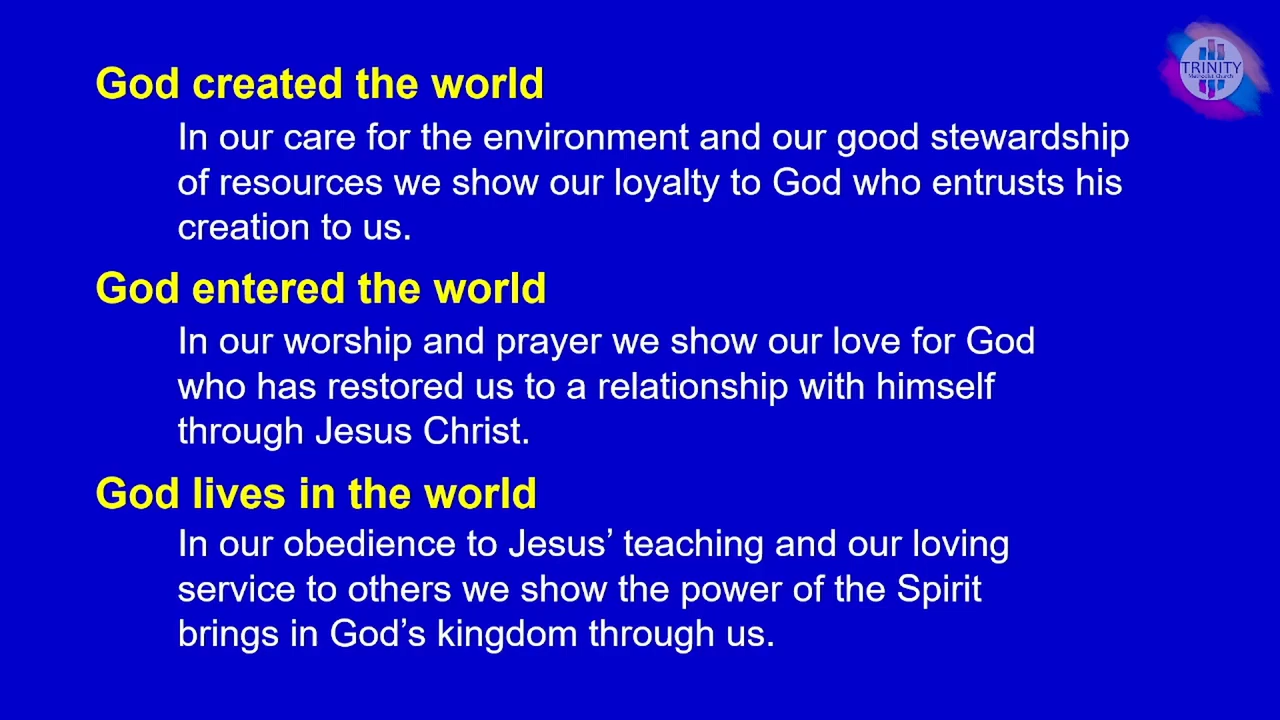 God created the world
In our care for the environment and our good stewardship
of resources we show our loyalty to God who entrusts his
creation to us.
God entered the world
In our worship and prayer we show our love for God
who has restored us to a relationship with himself
through Jesus Christ.
God lives in the world
In our obedience to Jesus’ teaching and our loving
service to others we show the power of the Spirit
brings in God’s kingdom through us.
TRINITY
Methodist Church